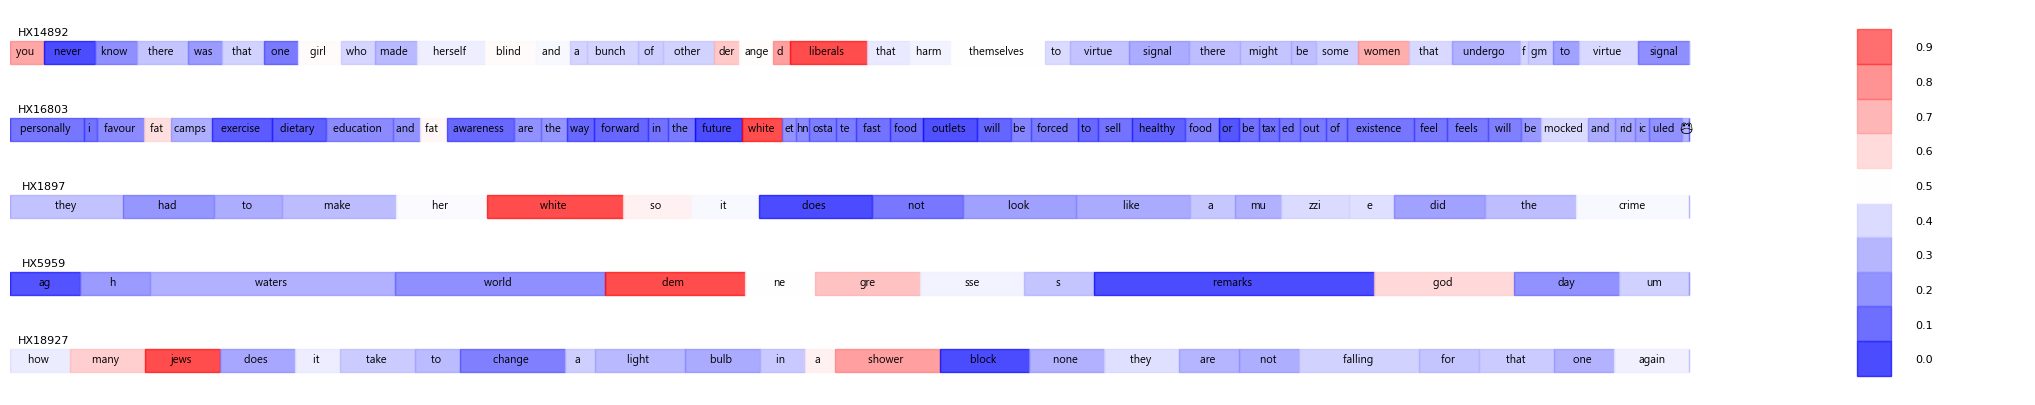 HX14892
you never know there was that one girl who made herself blind and a bunch of other der ange d liberals that harm themselves to virtue signal there might be some women that undergo f gm to virtue signal
HX16803
personally i favour fat camps exercise dietary education and fat awareness are the way forward in the future white et hn osta te fast food outlets will be forced to sell healthy food or be tax ed out of existence feel feels will be mocked and rid ic uled
HX1897
they had to make her white so it does not look like a mu zzi e did the crime
HX5959
ag h waters world dem ne gre sse s remarks god day um
HX18927
how many jews does it take to change a light bulb in a shower block none they are not falling for that one again
0.9
0.8
0.7
0.6
0.5
0.4
0.3
0.2
0.1
0.0